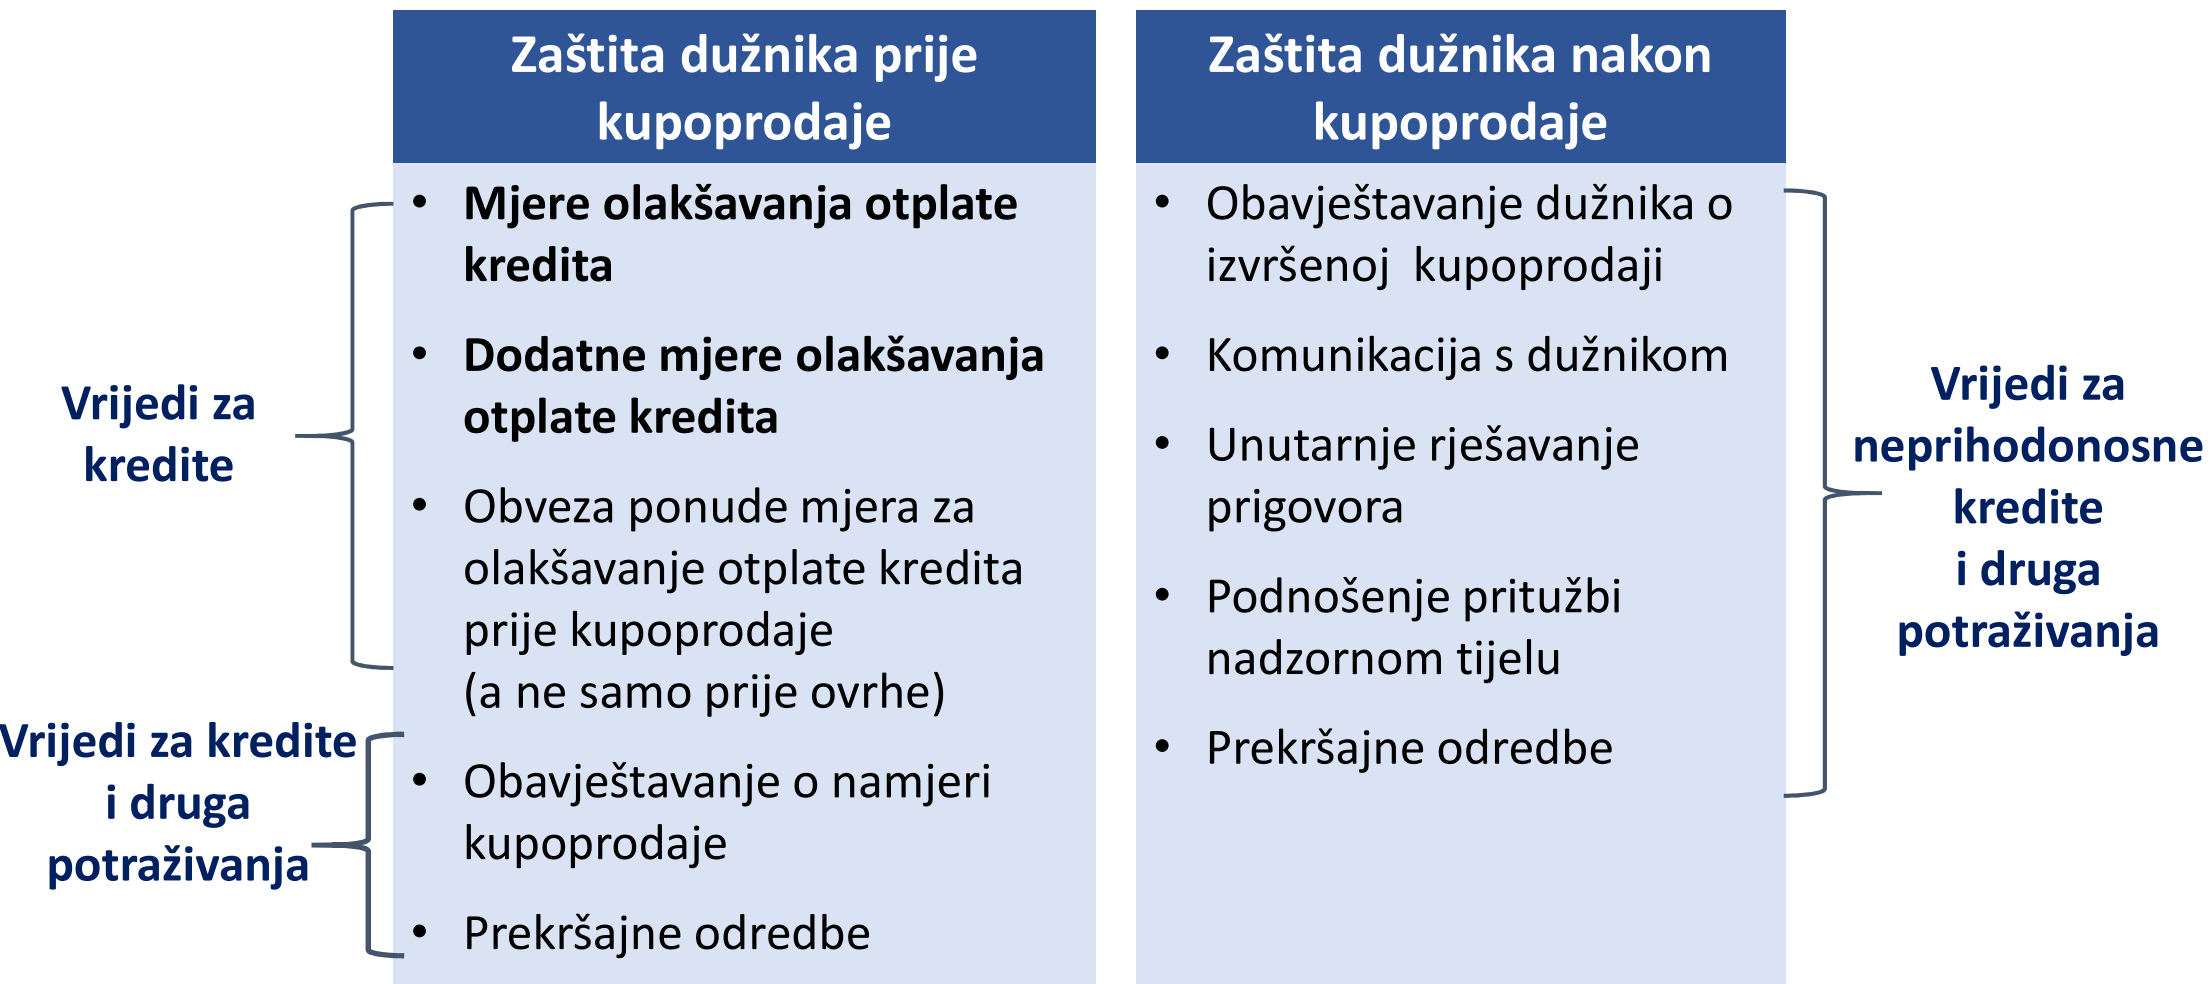 Zaštita dužnika prije
kupoprodaje
• Mjere olakšavanja otplate
kredita
• Dodatne mjere olakšavanja
otplate kredita
• Obveza ponude mjera za
olakšavanje otplate kredita
prije kupoprodaje
(a ne samo prije ovrhe)
• Obavještavanje o namjeri
kupoprodaje
• Prekršajne odredbe
Vrijedi za
kredite
Vrijedi za kredite
i druga
potraživanja
Zaštita dužnika nakon
kupoprodaje
• Obavještavanje dužnika o
izvršenoj  kupoprodaji
• Komunikacija s dužnikom
• Unutarnje rješavanje
prigovora
• Podnošenje pritužbi
nadzornom tijelu
• Prekršajne odredbe
Vrijedi za
neprihodonosne
kredite
i druga
potraživanja